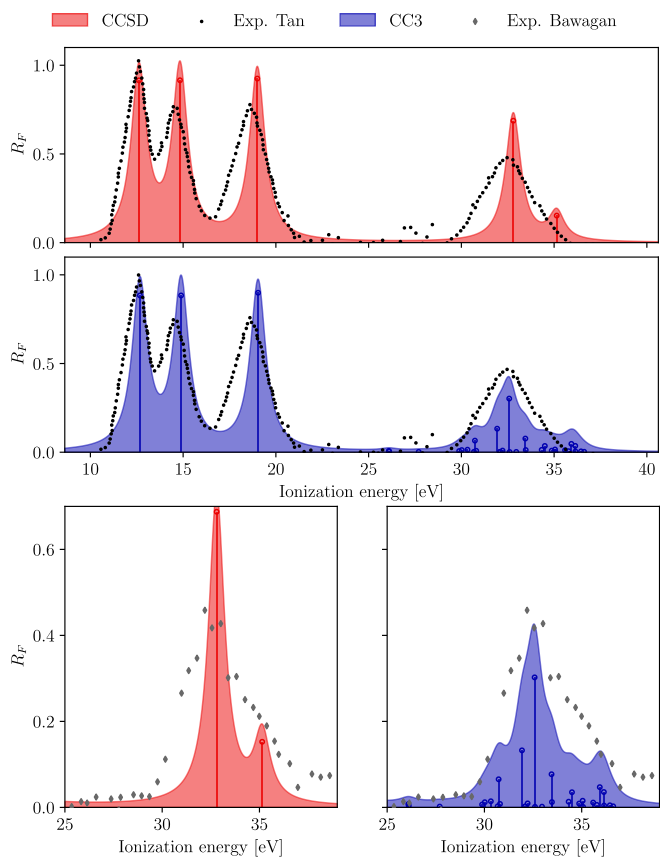 CCSD Exp. Tan CC3 Exp. Bawagan
1.0
0.5
0.0
R_F
1.0
0.5
0.0
R_F
10 15 20 25 30 35 40
Ionization energy [eV]
0.6
0.4
0.2
0.0
R_F
25 30 35
Ionization energy [eV]
25 30 35
Ionization energy [eV]